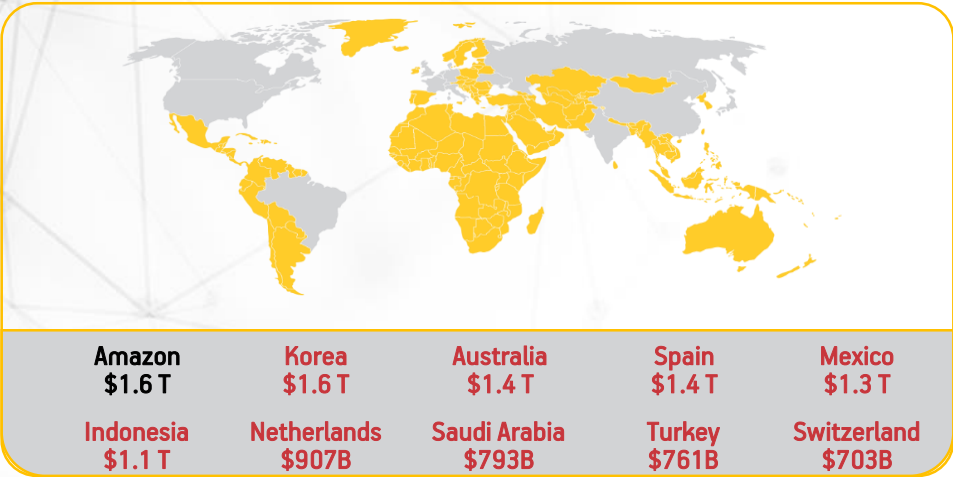 Amazon
$1.6 T
Korea
$1.6 T
Australia
$1.4 T
Spain
$1.4 T
Mexico
$1.3 T
Indonesia
$1.1 T
Netherlands
$907B
Saudi Arabia
$793B
Turkey
$761B
Switzerland
$703B